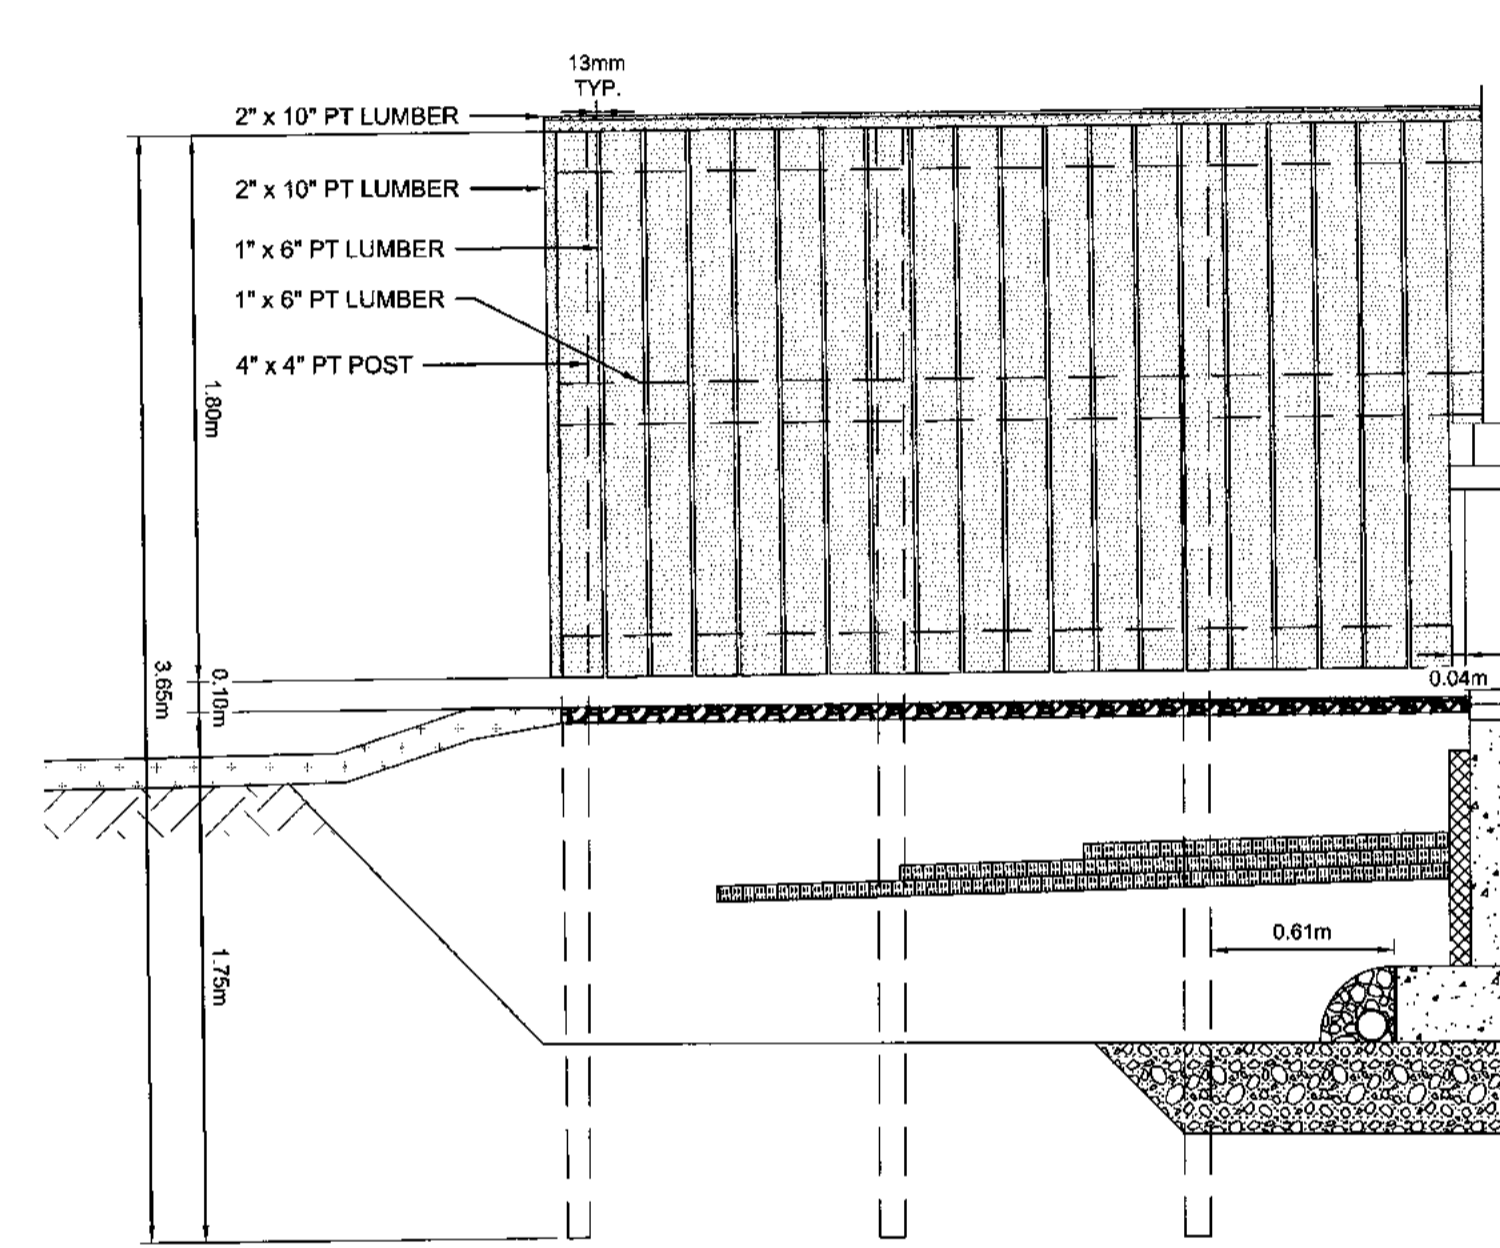 13mm
TYP.
2" x 10" PT LUMBER
2" x 10" PT LUMBER
1" x 6" PT LUMBER
1" x 6" PT LUMBER
4" x 4" PT POST
1.80m
3.65m
0.10m
0.04m
0.61m
1.75m